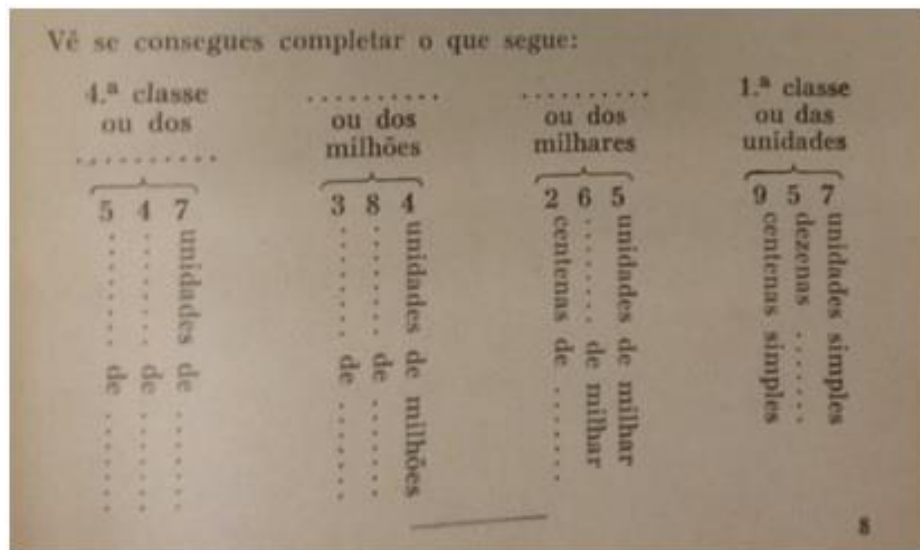 Vê se consegues completar o que segue:
4.ª classe
ou dos
..........
..........
ou dos
milhões
..........
ou dos
milhares
1.ª classe
ou das
unidades
5 4 7
3 8 4
2 6 5
9 5 7
unidades de .......
....... de .......
....... de .......
unidades de milhões
....... de .......
....... de .......
unidades de milhar
....... de milhar
centenas de .......
unidades simples
dezenas .......
centenas simples
8